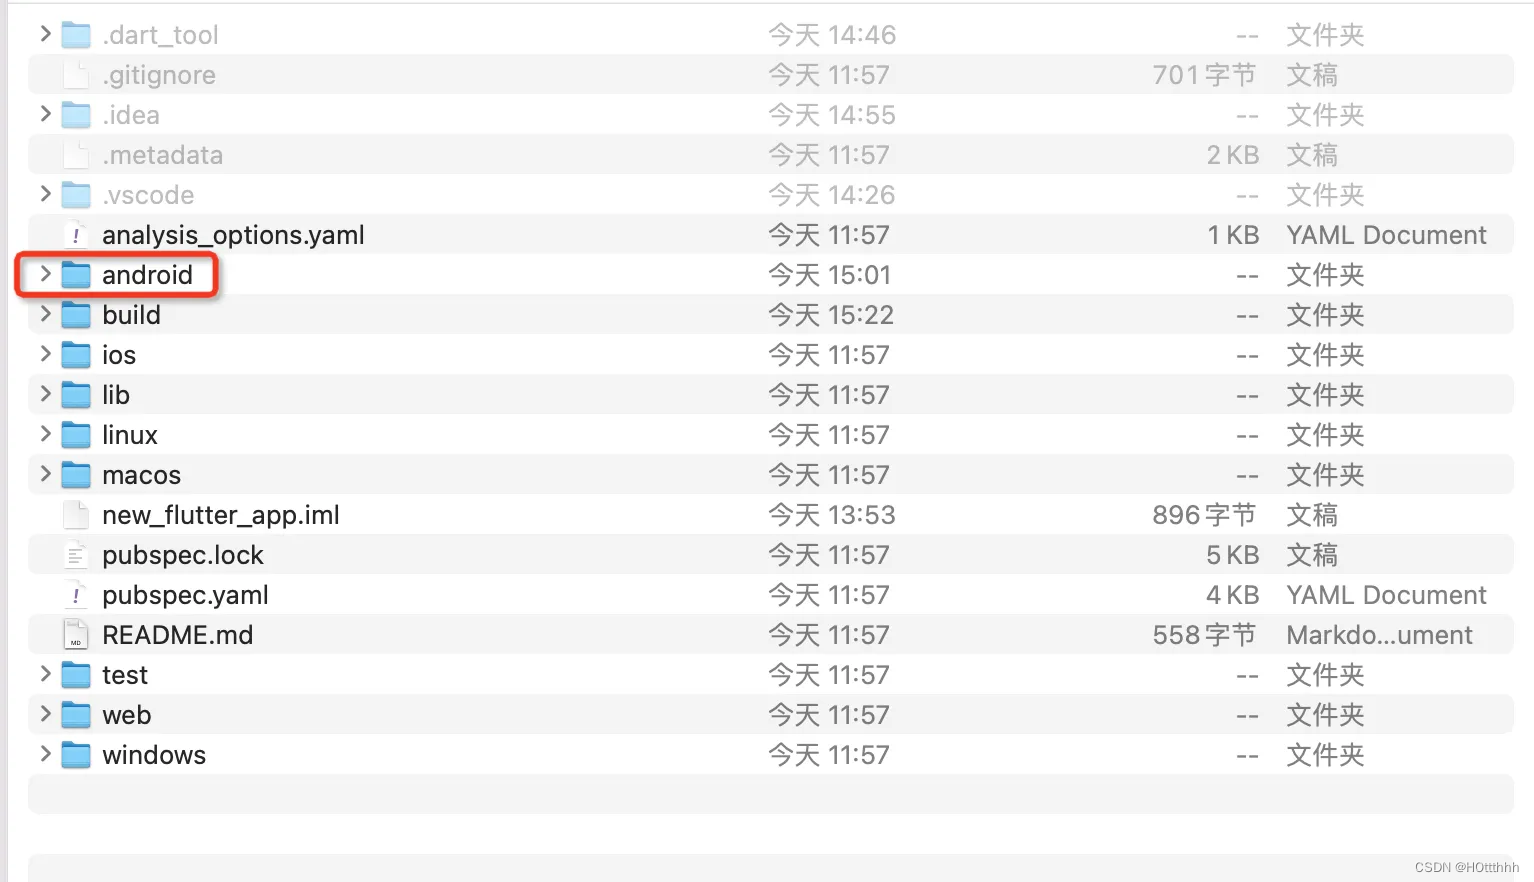 .dart_tool 今天 14:46 -- 文件夹
.gitignore 今天 11:57 701 字节 文稿
.idea 今天 14:55 -- 文件夹
.metadata 今天 11:57 2 KB 文稿
.vscode 今天 14:26 -- 文件夹
! analysis_options.yaml 今天 11:57 1 KB YAML Document
android 今天 15:01 -- 文件夹
build 今天 15:22 -- 文件夹
ios 今天 11:57 -- 文件夹
lib 今天 11:57 -- 文件夹
linux 今天 11:57 -- 文件夹
macos 今天 11:57 -- 文件夹
new_flutter_app.iml 今天 13:53 896 字节 文稿
pubspec.lock 今天 11:57 5 KB 文稿
! pubspec.yaml 今天 11:57 4 KB YAML Document
MD README.md 今天 11:57 558 字节 Markdo...ument
test 今天 11:57 -- 文件夹
web 今天 11:57 -- 文件夹
windows 今天 11:57 -- 文件夹
CSDN @HOttthhh